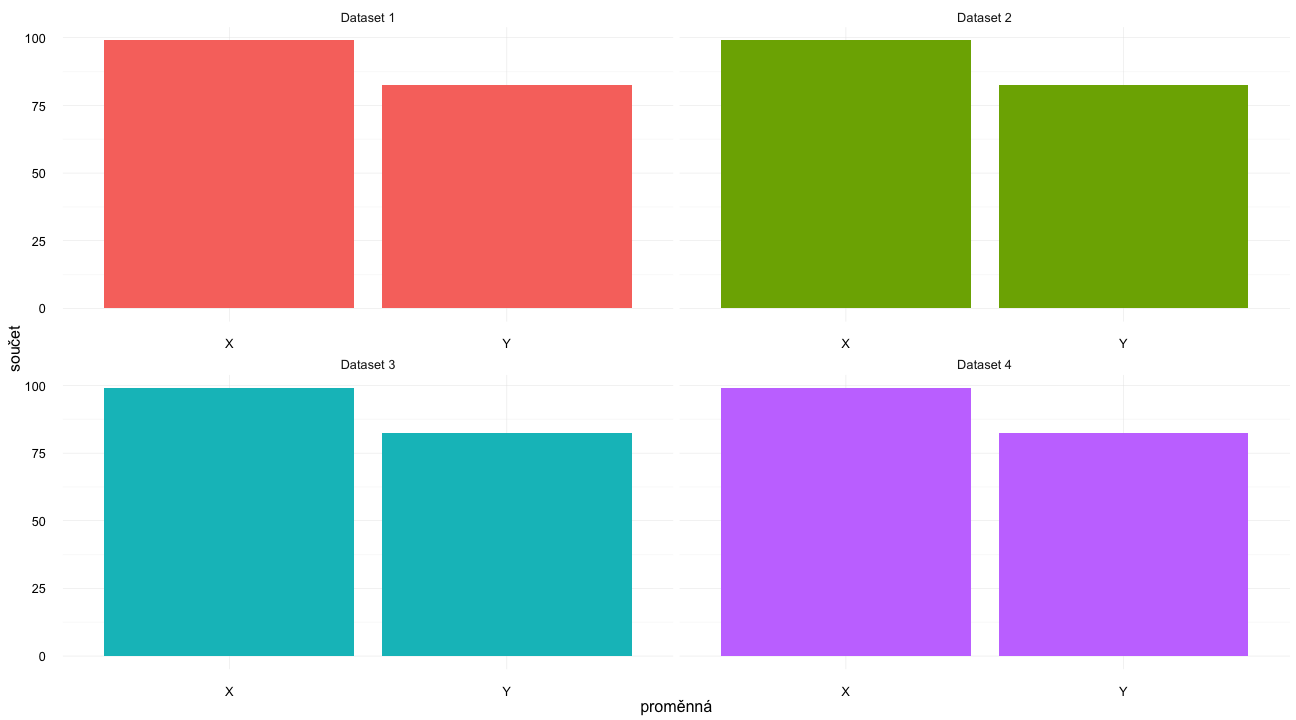 Dataset 1
Dataset 2
100
75
50
25
0
X
Y
X
Y
součet
Dataset 3
Dataset 4
100
75
50
25
0
X
Y
X
Y
proměnná